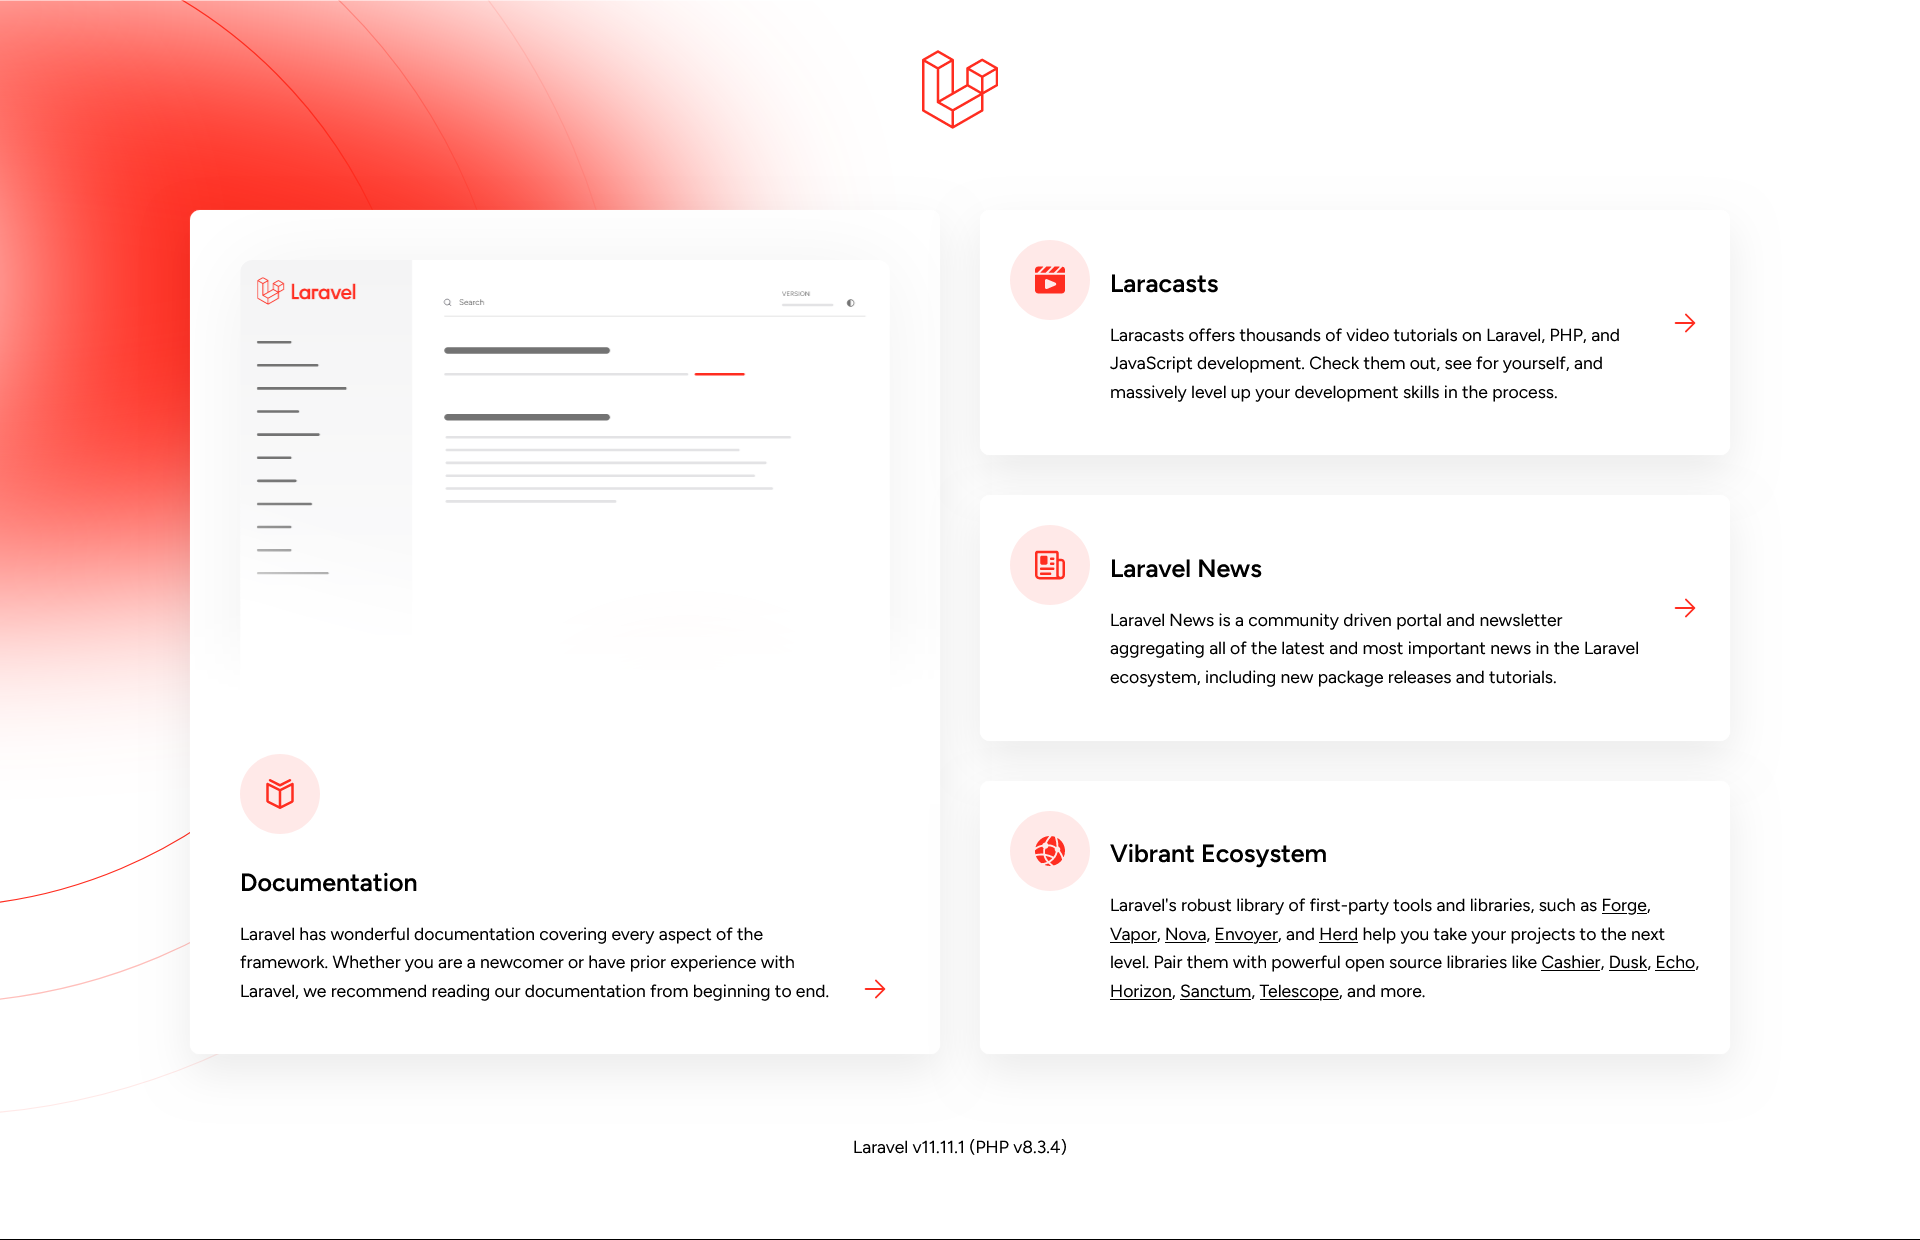 Laravel
Search
VERSION
Documentation
Laravel has wonderful documentation covering every aspect of the
framework. Whether you are a newcomer or have prior experience with
Laravel, we recommend reading our documentation from beginning to end.
Laracasts
Laracasts offers thousands of video tutorials on Laravel, PHP, and
JavaScript development. Check them out, see for yourself, and
massively level up your development skills in the process.
Laravel News
Laravel News is a community driven portal and newsletter
aggregating all of the latest and most important news in the Laravel
ecosystem, including new package releases and tutorials.
Vibrant Ecosystem
Laravel's robust library of first-party tools and libraries, such as Forge,
Vapor, Nova, Envoyer, and Herd help you take your projects to the next
level. Pair them with powerful open source libraries like Cashier, Dusk, Echo,
Horizon, Sanctum, Telescope, and more.
Laravel v11.11.1 (PHP v8.3.4)